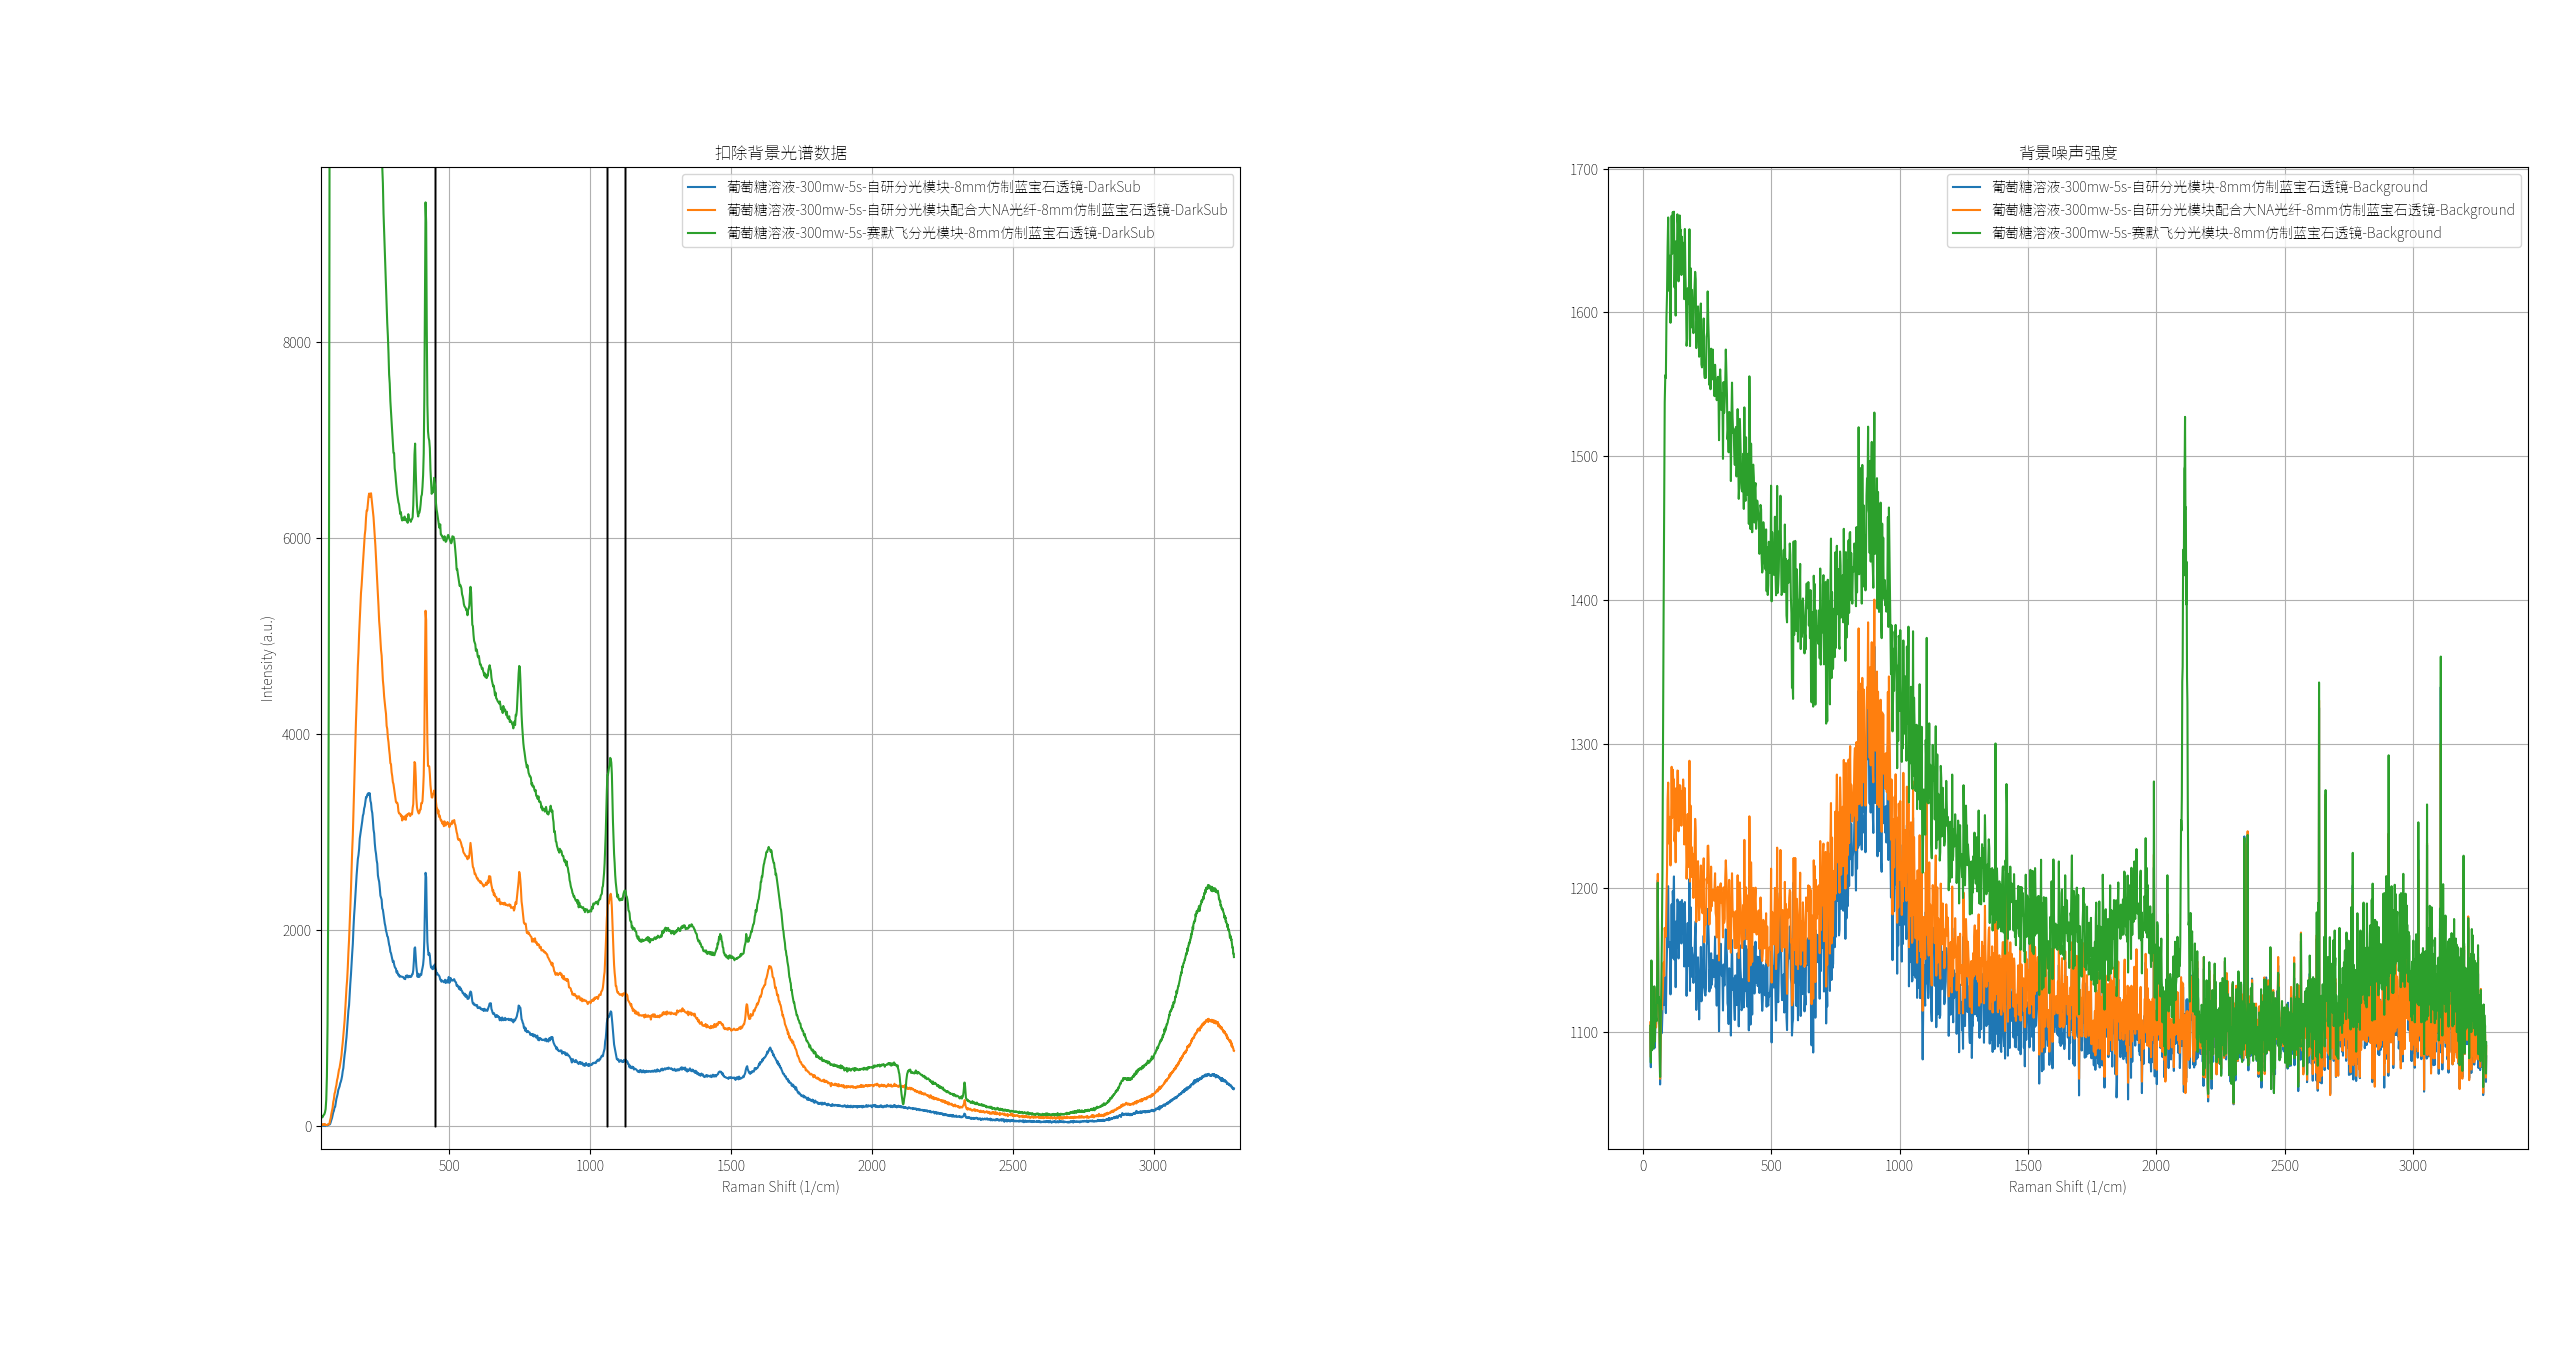 扣除背景光谱数据
葡萄糖溶液-300mw-5s-自研分光模块-8mm仿制蓝宝石透镜-DarkSub
葡萄糖溶液-300mw-5s-自研分光模块配合大NA光纤-8mm仿制蓝宝石透镜-DarkSub
葡萄糖溶液-300mw-5s-赛默飞分光模块-8mm仿制蓝宝石透镜-DarkSub
8000
6000
4000
2000
0
Intensity (a.u.)
500 1000 1500 2000 2500 3000
Raman Shift (1/cm)
背景噪声强度
葡萄糖溶液-300mw-5s-自研分光模块-8mm仿制蓝宝石透镜-Background
葡萄糖溶液-300mw-5s-自研分光模块配合大NA光纤-8mm仿制蓝宝石透镜-Background
葡萄糖溶液-300mw-5s-赛默飞分光模块-8mm仿制蓝宝石透镜-Background
1700
1600
1500
1400
1300
1200
1100
0 500 1000 1500 2000 2500 3000
Raman Shift (1/cm)